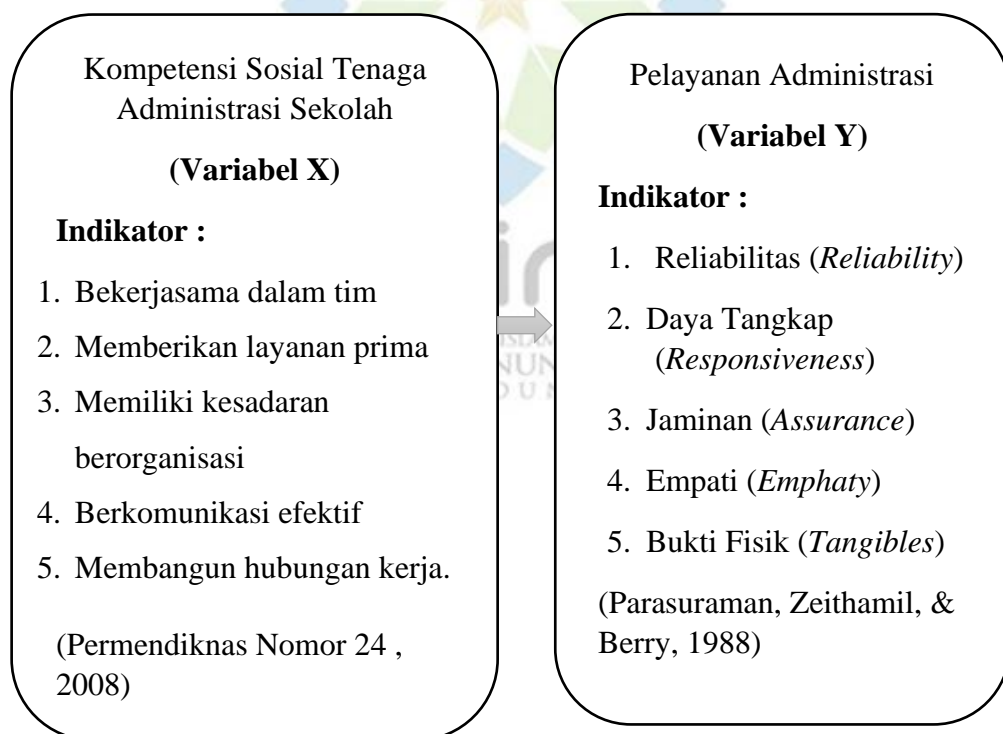 Kompetensi Sosial Tenaga
Administrasi Sekolah
(Variabel X)
Indikator :
1. Bekerjasama dalam tim
2. Memberikan layanan prima
3. Memiliki kesadaran
berorganisasi
4. Berkomunikasi efektif
5. Membangun hubungan kerja.
(Permendiknas Nomor 24 ,
2008)
Pelayanan Administrasi
(Variabel Y)
Indikator :
1. Reliabilitas (Reliability)
2. Daya Tangkap
(Responsiveness)
3. Jaminan (Assurance)
4. Empati (Emphaty)
5. Bukti Fisik (Tangibles)
(Parasuraman, Zeithamil, &
Berry, 1988)